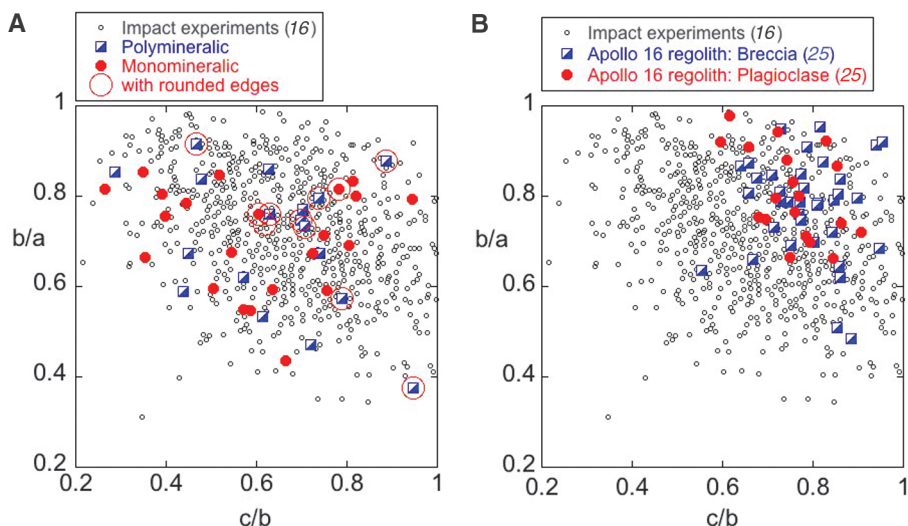 A
Impact experiments (16)
Polymineralic
Monomineralic
with rounded edges
1
0.8
b/a
0.6
0.4
0.2
0.2
0.4
0.6
0.8
1
c/b
B
Impact experiments (16)
Apollo 16 regolith: Breccia (25)
Apollo 16 regolith: Plagioclase (25)
1
0.8
b/a
0.6
0.4
0.2
0.2
0.4
0.6
0.8
1
c/b